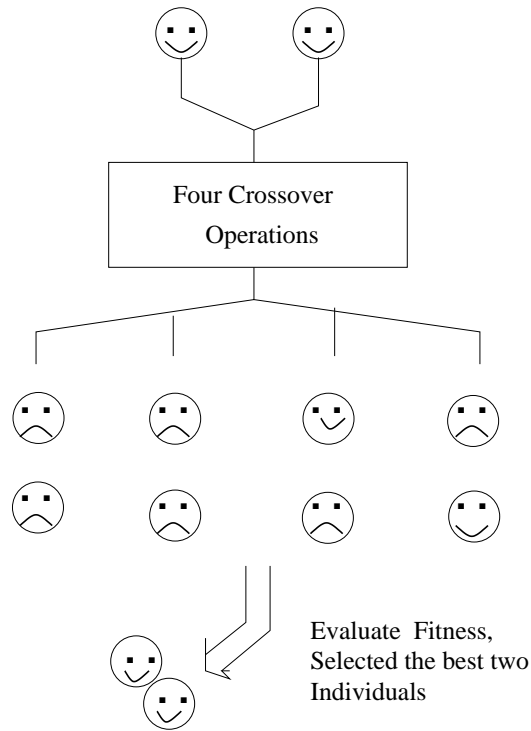 Four Crossover
Operations
Evaluate Fitness,
Selected the best two
Individuals